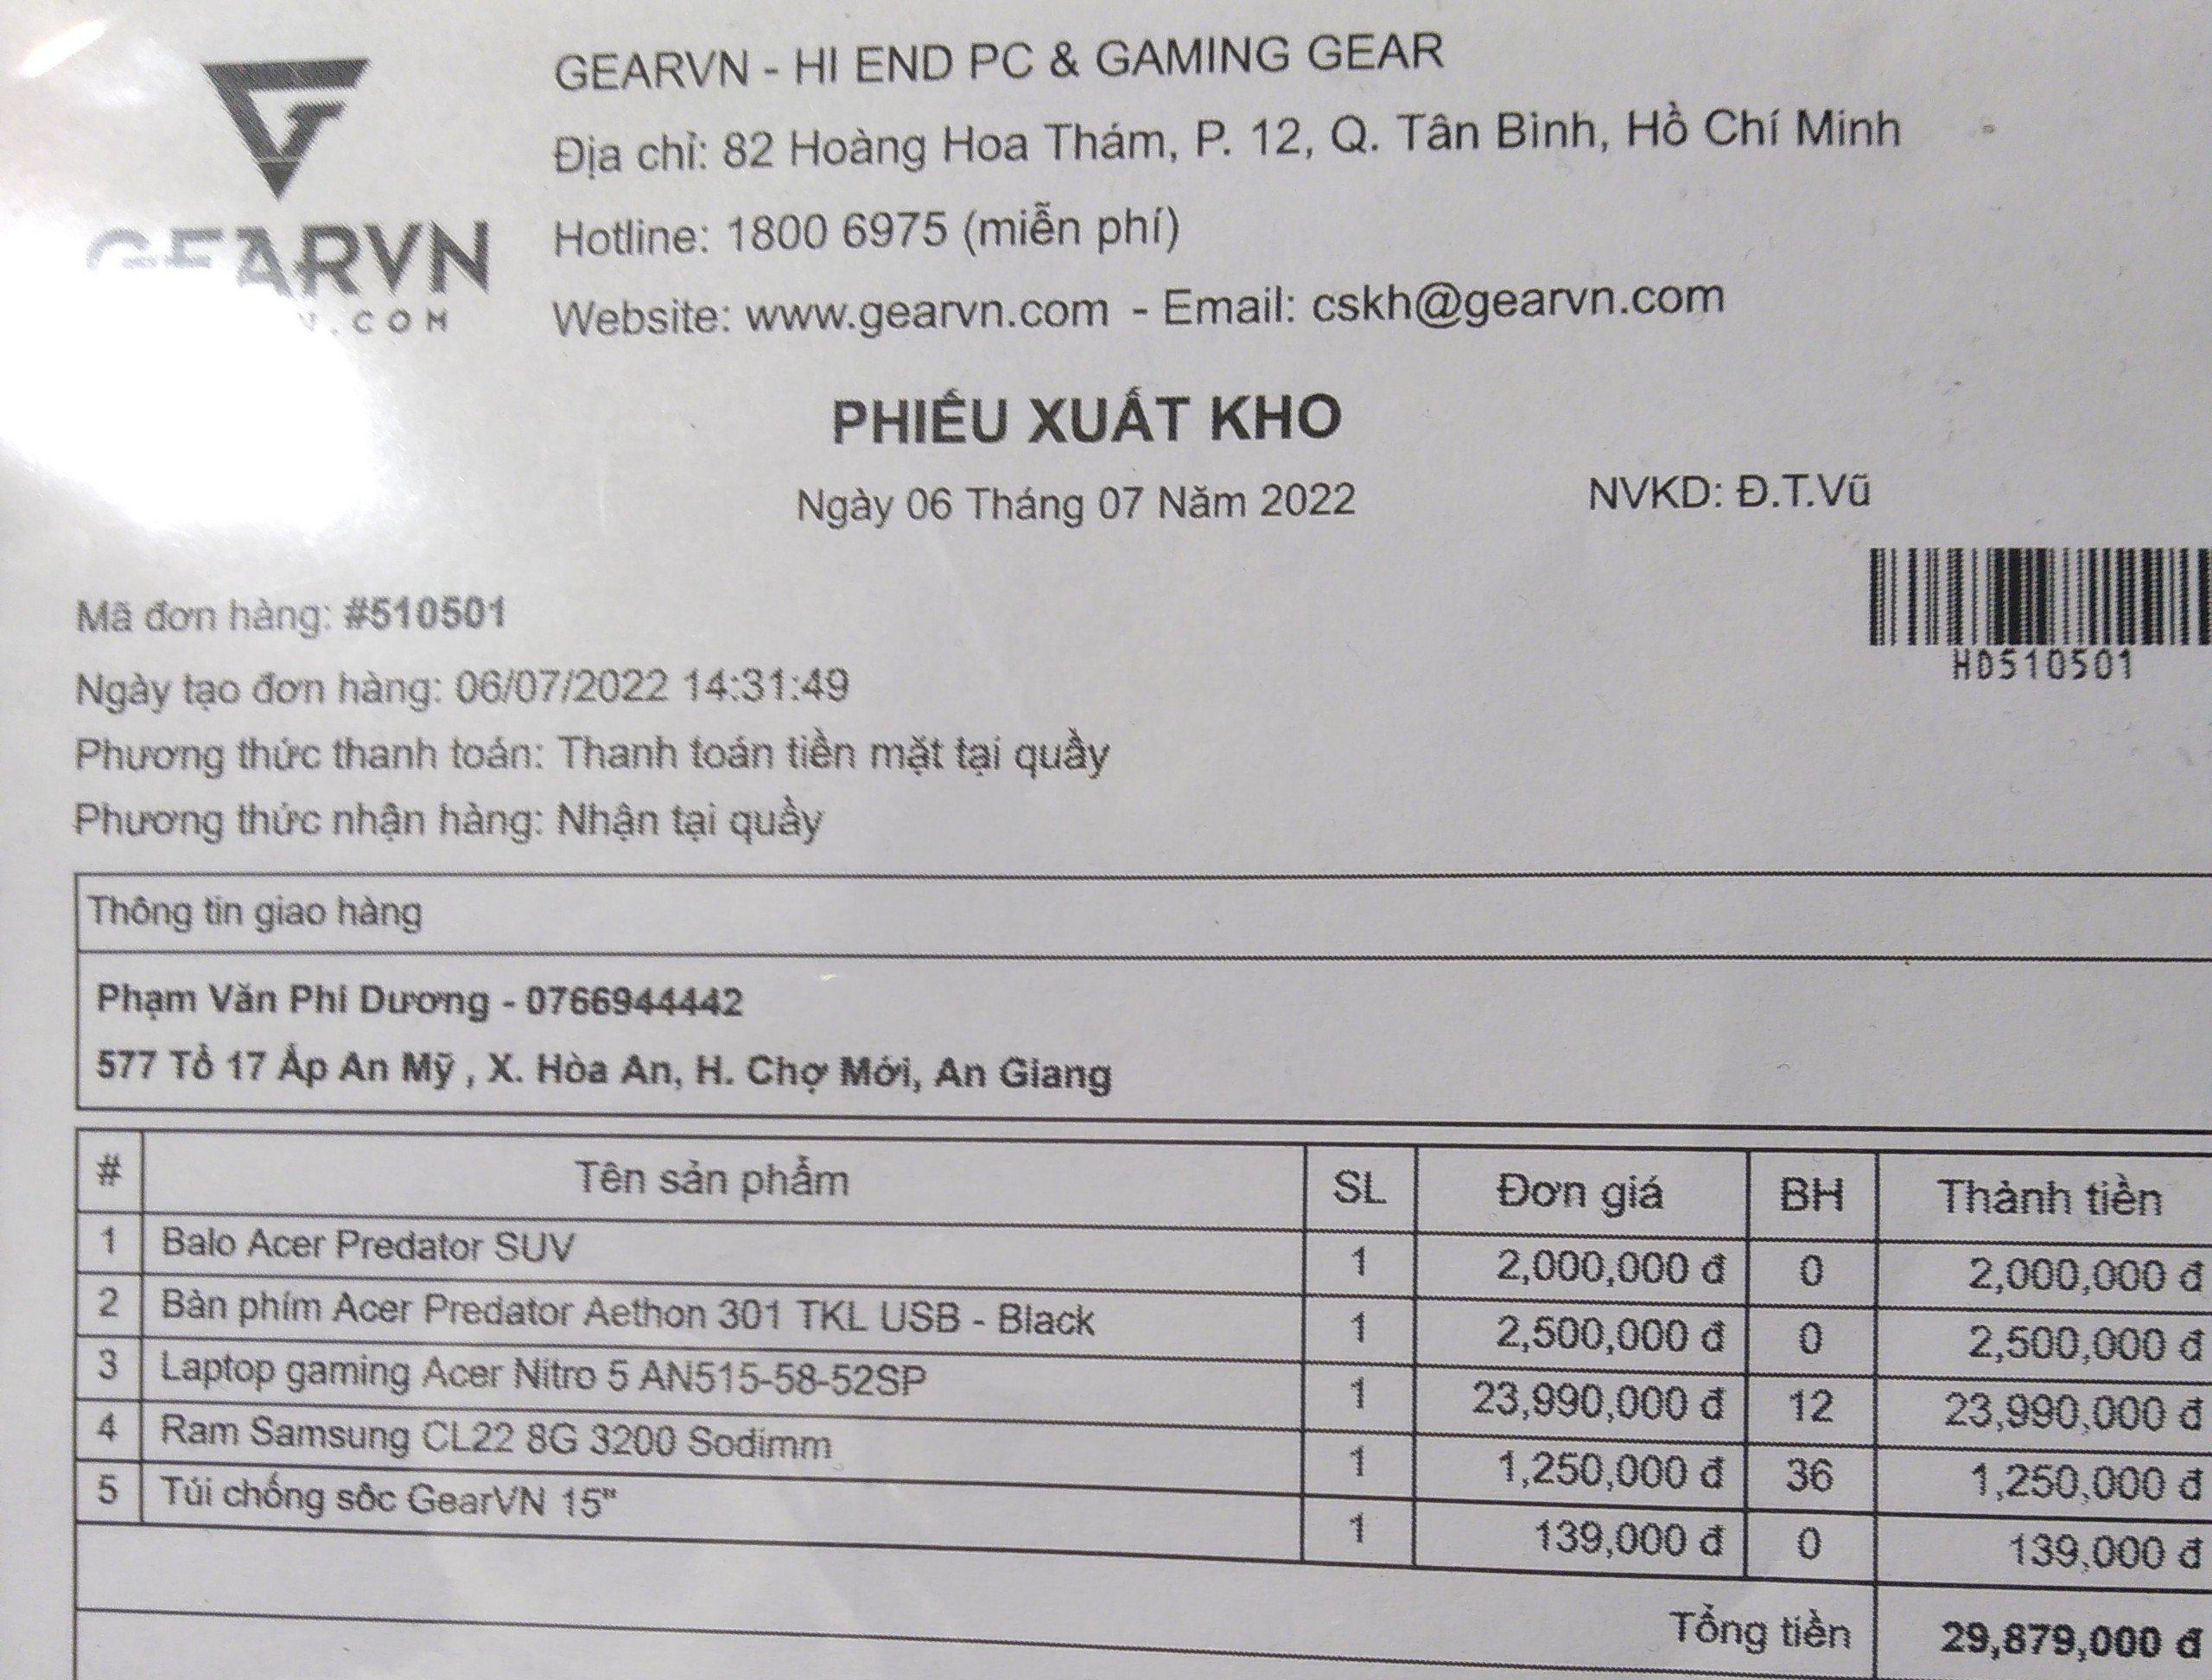 GEARVN
.COM
GEARVN - HI END PC & GAMING GEAR
Địa chỉ: 82 Hoàng Hoa Thám, P. 12, Q. Tân Bình, Hồ Chí Minh
Hotline: 1800 6975 (miễn phí)
Website: www.gearvn.com - Email: cskh@gearvn.com
PHIẾU XUẤT KHO
Ngày 06 Tháng 07 Năm 2022
NVKD: Đ.T.Vũ
HD510501
Mã đơn hàng: #510501
Ngày tạo đơn hàng: 06/07/2022 14:31:49
Phương thức thanh toán: Thanh toán tiền mặt tại quầy
Phương thức nhận hàng: Nhận tại quầy
Thông tin giao hàng
Phạm Văn Phi Dương - 0766944442
577 Tổ 17 Ấp An Mỹ , X. Hòa An, H. Chợ Mới, An Giang
# Tên sản phẩm SL Đơn giá BH Thành tiền
1 Balo Acer Predator SUV 1 2,000,000 đ 0 2,000,000 đ
2 Bàn phím Acer Predator Aethon 301 TKL USB - Black 1 2,500,000 đ 0 2,500,000 đ
3 Laptop gaming Acer Nitro 5 AN515-58-52SP 1 23,990,000 đ 12 23,990,000 đ
4 Ram Samsung CL22 8G 3200 Sodimm 1 1,250,000 đ 36 1,250,000 đ
5 Túi chống sôc GearVN 15" 1 139,000 đ 0 139,000 đ
Tổng tiền 29,879,000 đ